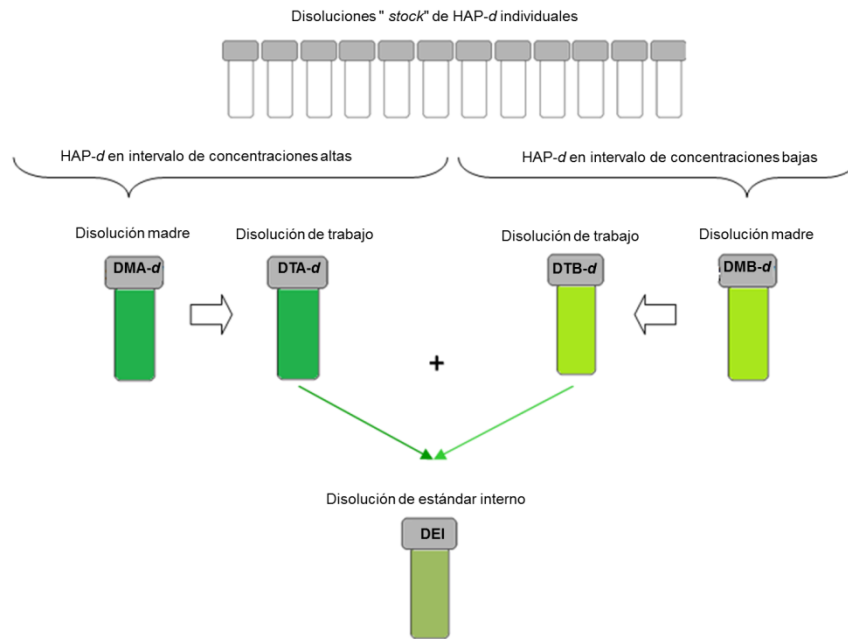 Disoluciones " stock" de HAP-d individuales
HAP-d en intervalo de concentraciones altas
HAP-d en intervalo de concentraciones bajas
Disolución madre
Disolución de trabajo
Disolución de trabajo
Disolución madre
DMA-d
DTA-d
DTB-d
DMB-d
+
Disolución de estándar interno
DEI